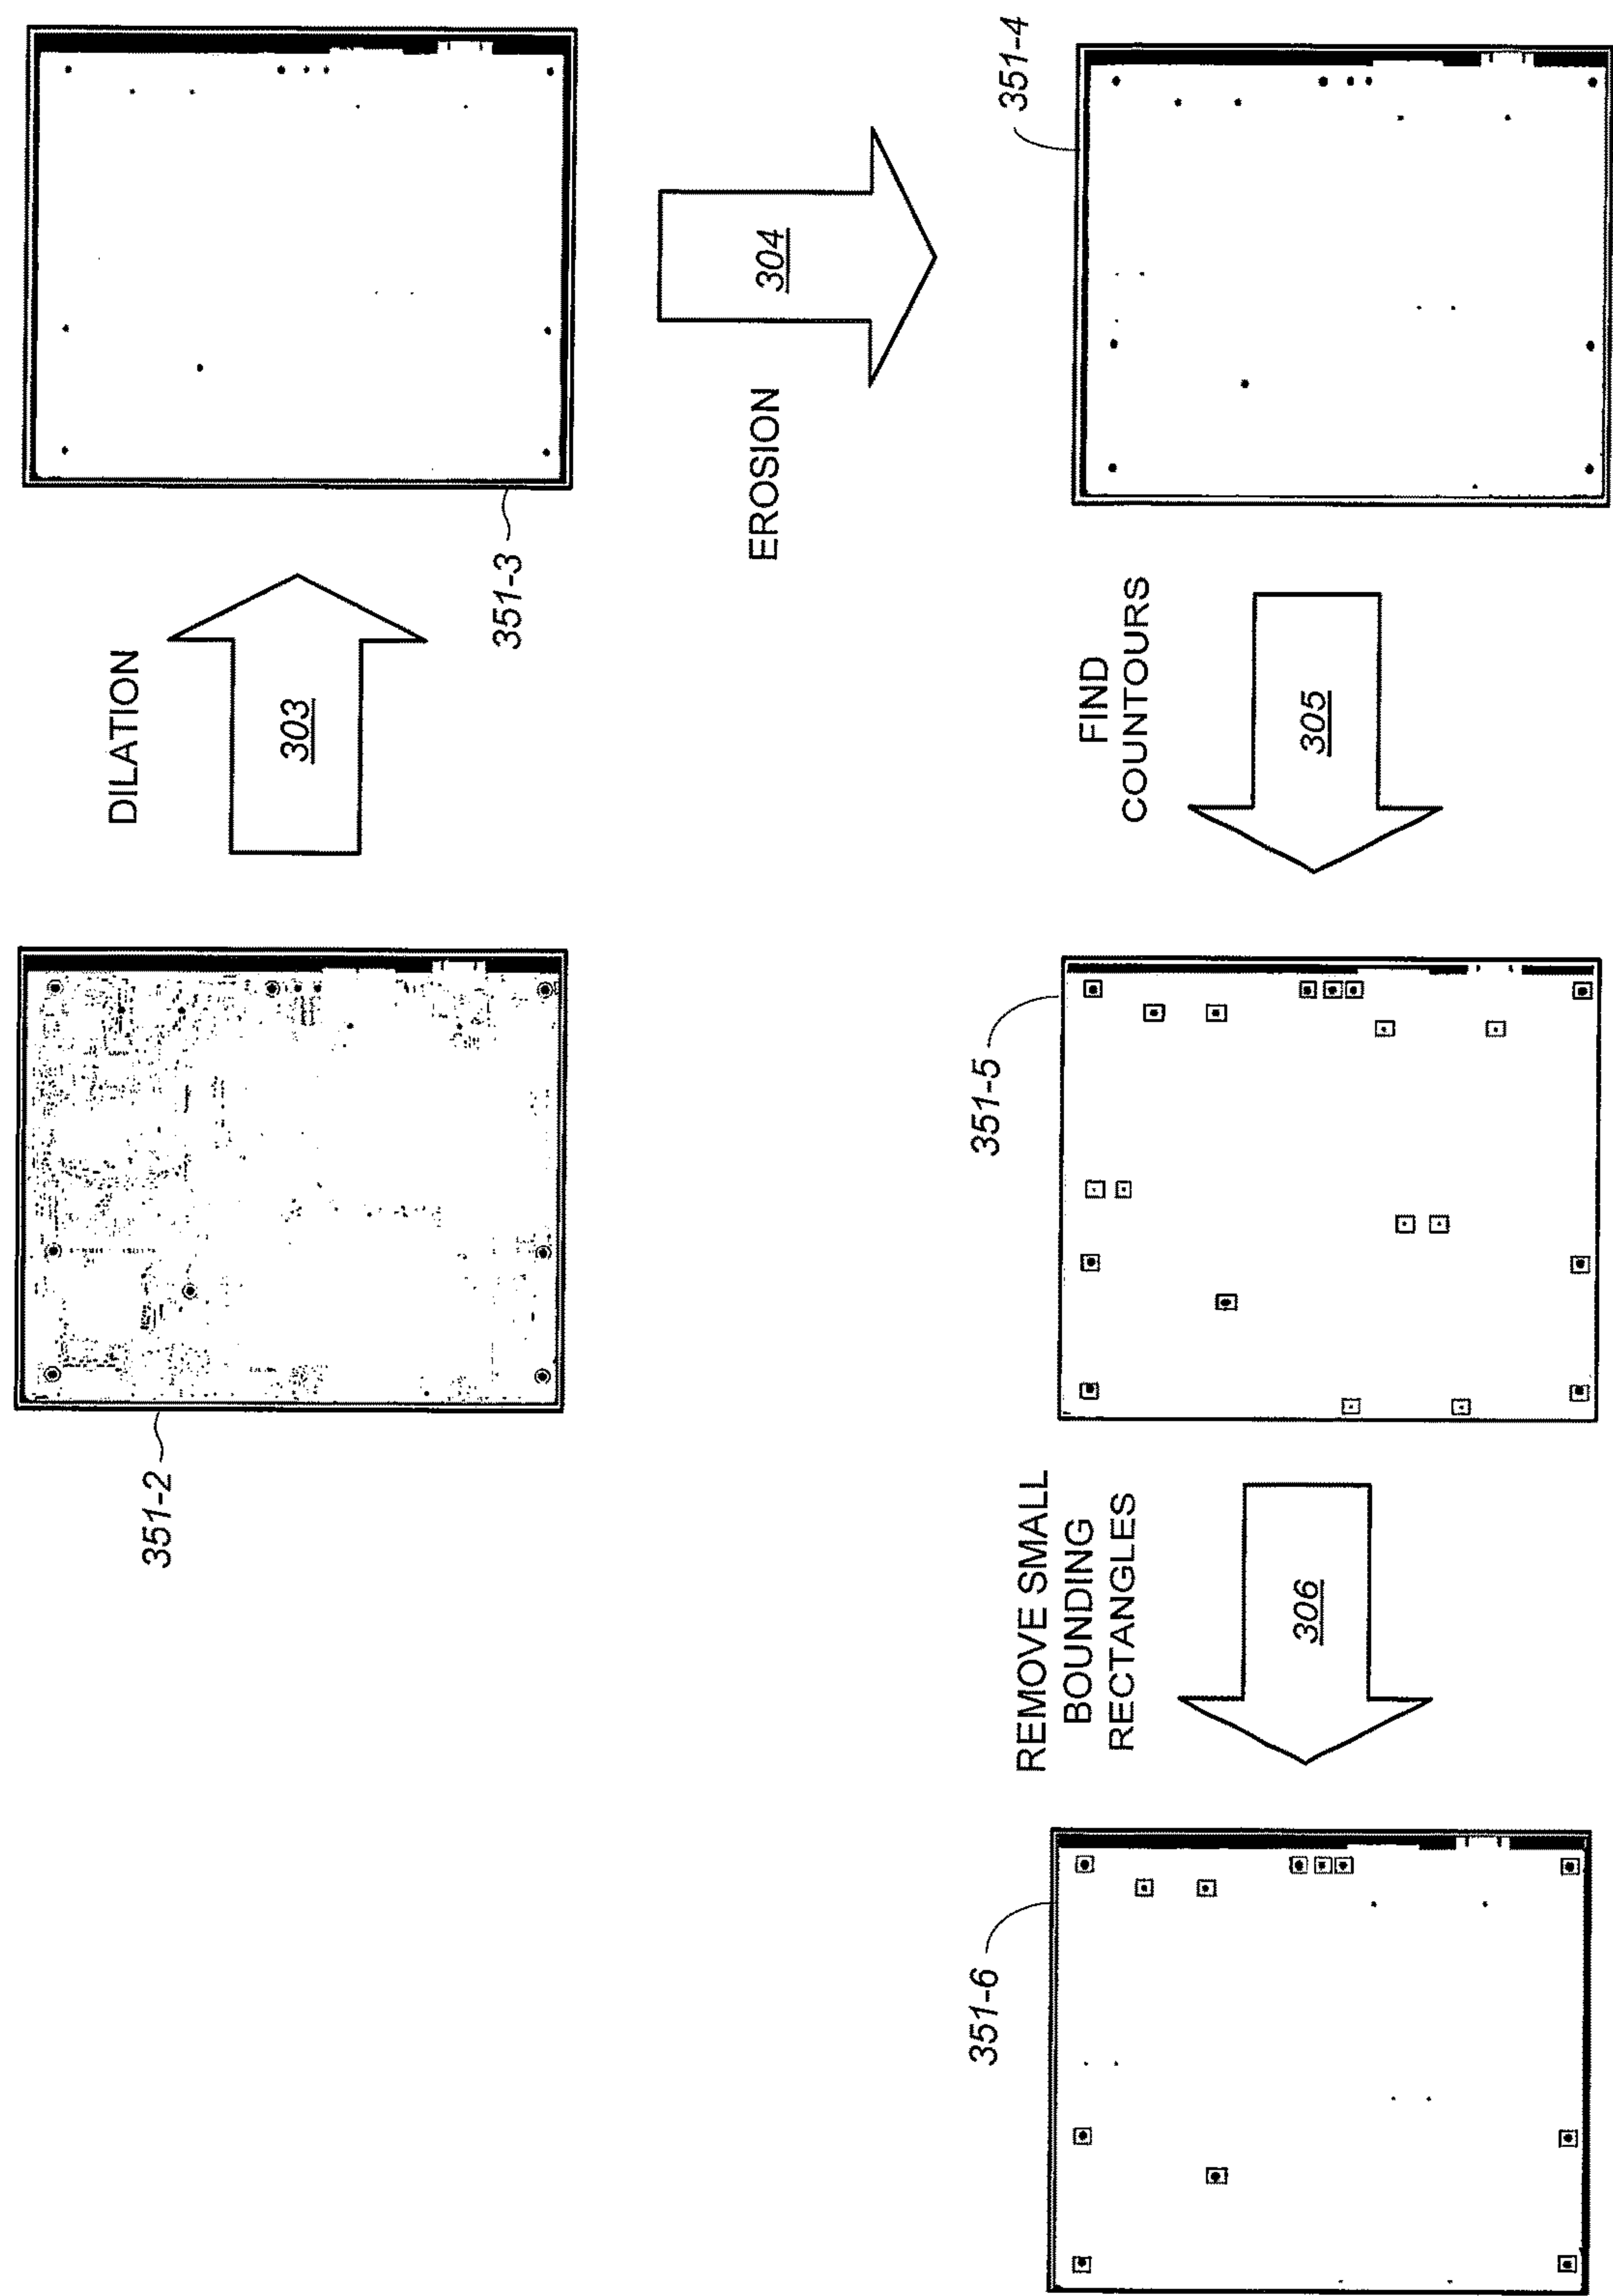 351-2
DILATION
303
351-3
EROSION
304
351-4
FIND
COUNTOURS
305
351-5
REMOVE SMALL
BOUNDING
RECTANGLES
306
351-6